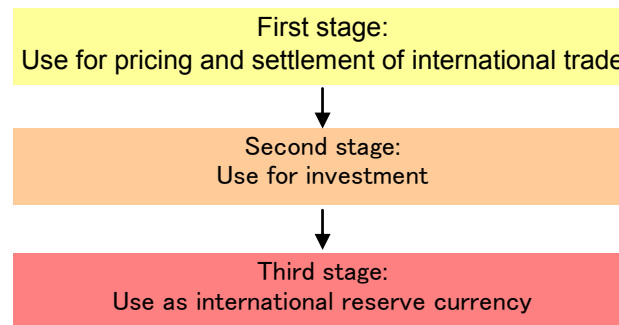 First stage:
Use for pricing and settlement of international trade
Second stage:
Use for investment
Third stage:
Use as international reserve currency